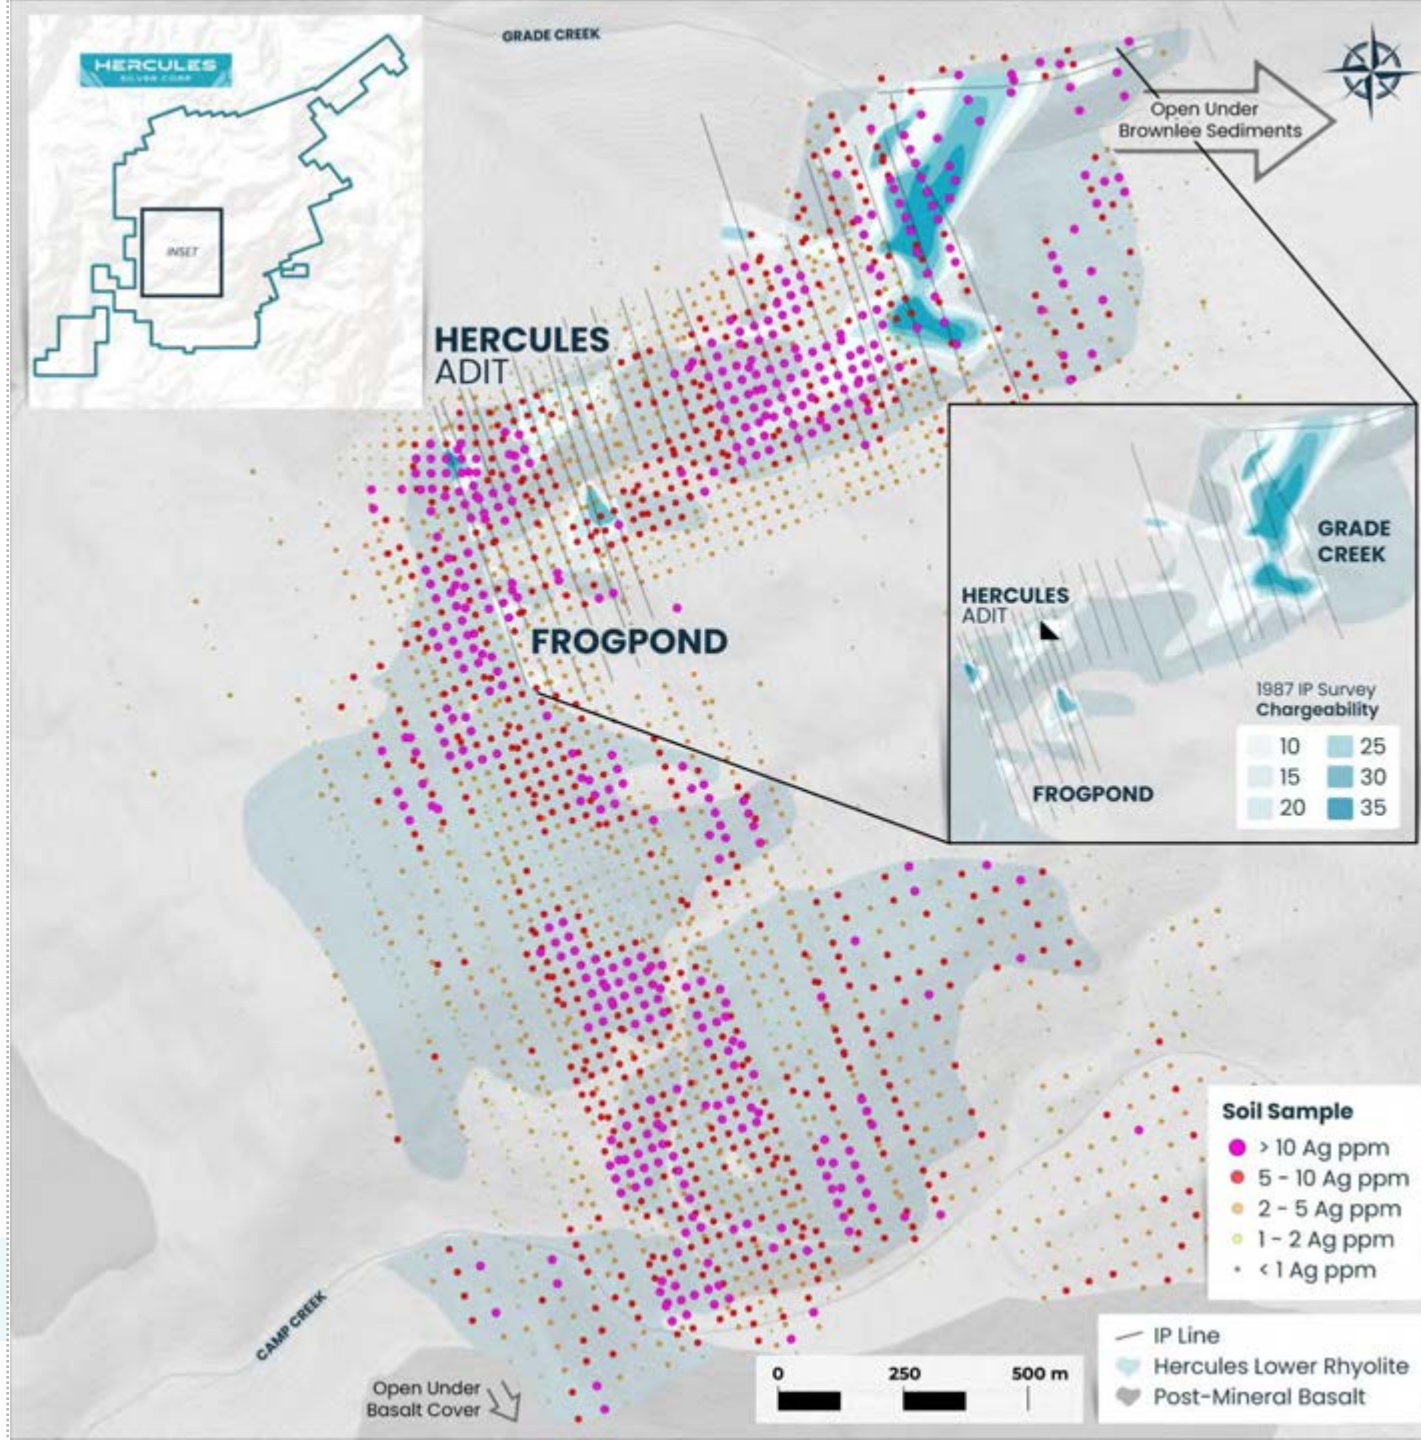 GRADE CREEK
HERCULES
SILVER CORP
INSET
Open Under
Brownlee Sediments
HERCULES
ADIT
FROGPOND
GRADE
CREEK
HERCULES
ADIT
1987 IP Survey
Chargeability
10 25
15 30
20 35
FROGPOND
Soil Sample
> 10 Ag ppm
5 - 10 Ag ppm
2 - 5 Ag ppm
1 - 2 Ag ppm
< 1 Ag ppm
CAMP CREEK
IP Line
Hercules Lower Rhyolite
Post-Mineral Basalt
0 250 500 m
Open Under
Basalt Cover